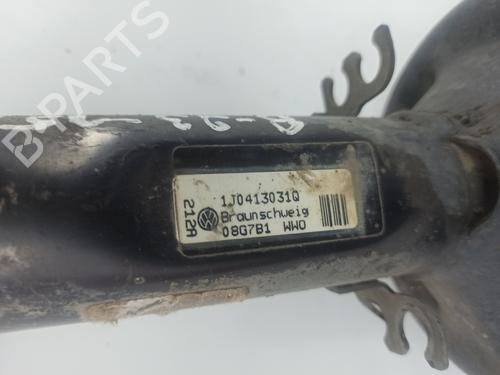 B-PARTS
1J0413031Q
Braunschweig
08G7B1 WWO
212A